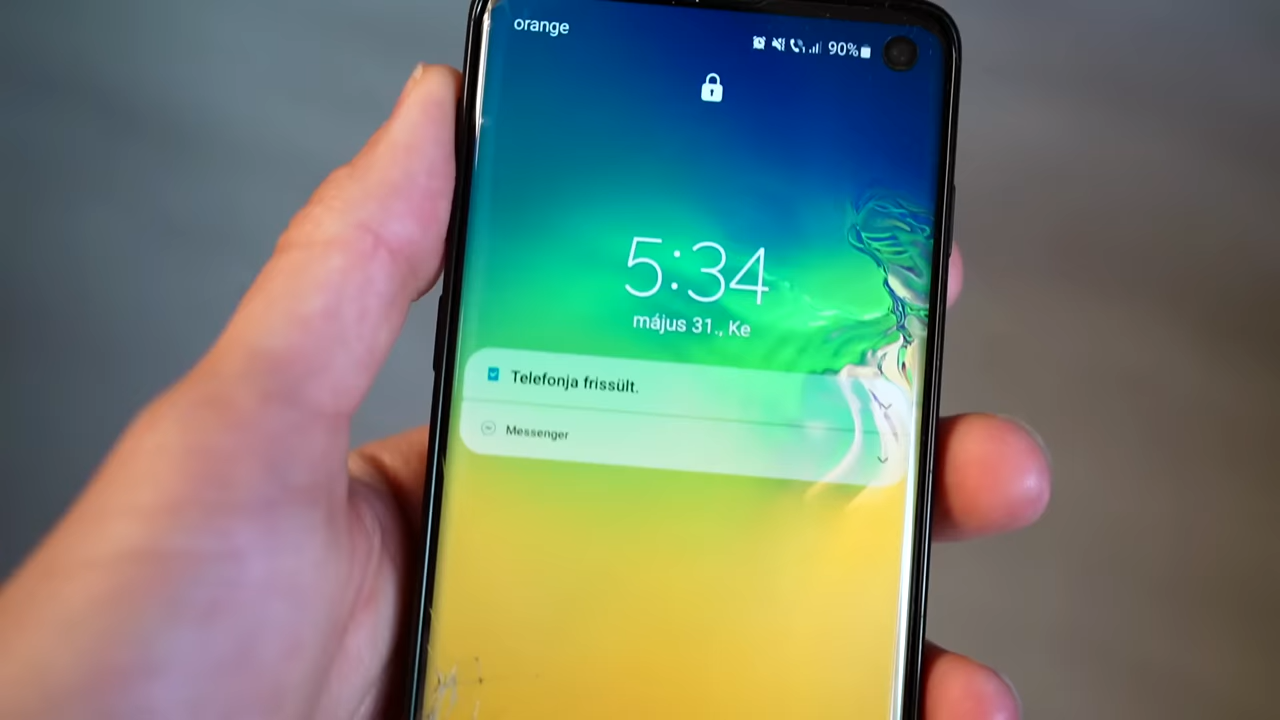 orange
90%
5:34
május 31., Ke
Telefonja frissült.
Messenger